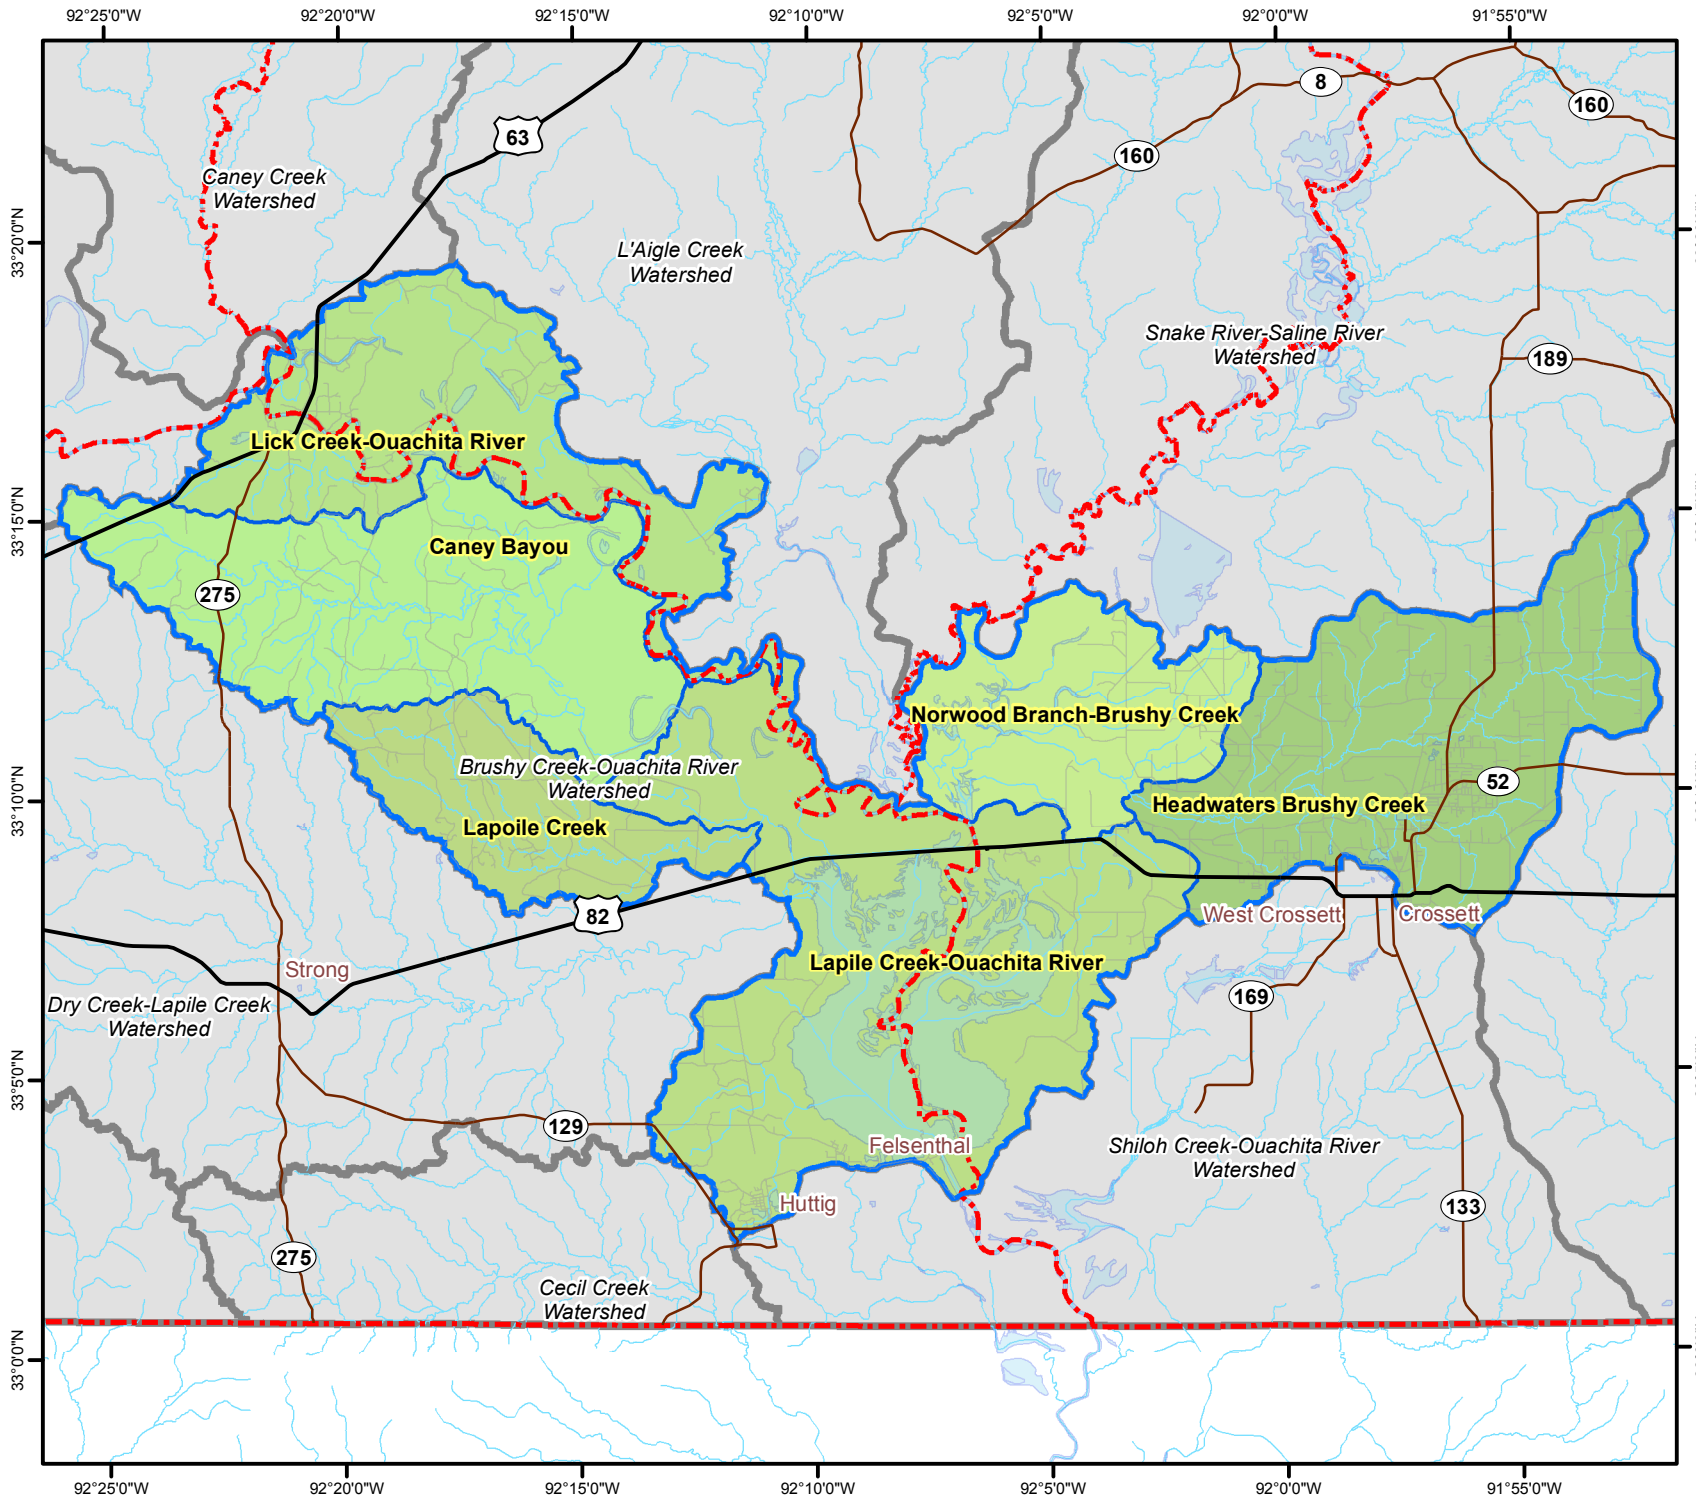 92°25'0"W
92°20'0"W
92°15'0"W
92°10'0"W
92°5'0"W
92°0'0"W
91°55'0"W
8
160
63
160
Caney Creek
Watershed
33°20'0"N
L'Aigle Creek
Watershed
Snake River-Saline River
Watershed
189
Lick Creek-Ouachita River
33°15'0"N
Caney Bayou
275
Norwood Branch-Brushy Creek
Brushy Creek-Ouachita River
Watershed
52
33°10'0"N
Headwaters Brushy Creek
Lapoile Creek
82
West Crossett
Crossett
Lapile Creek-Ouachita River
Strong
169
Dry Creek-Lapile Creek
Watershed
33°5'0"N
129
Felsenthal
Shiloh Creek-Ouachita River
Watershed
Huttig
133
275
Cecil Creek
Watershed
33°0'0"N
92°25'0"W
92°20'0"W
92°15'0"W
92°10'0"W
92°5'0"W
92°0'0"W
91°55'0"W